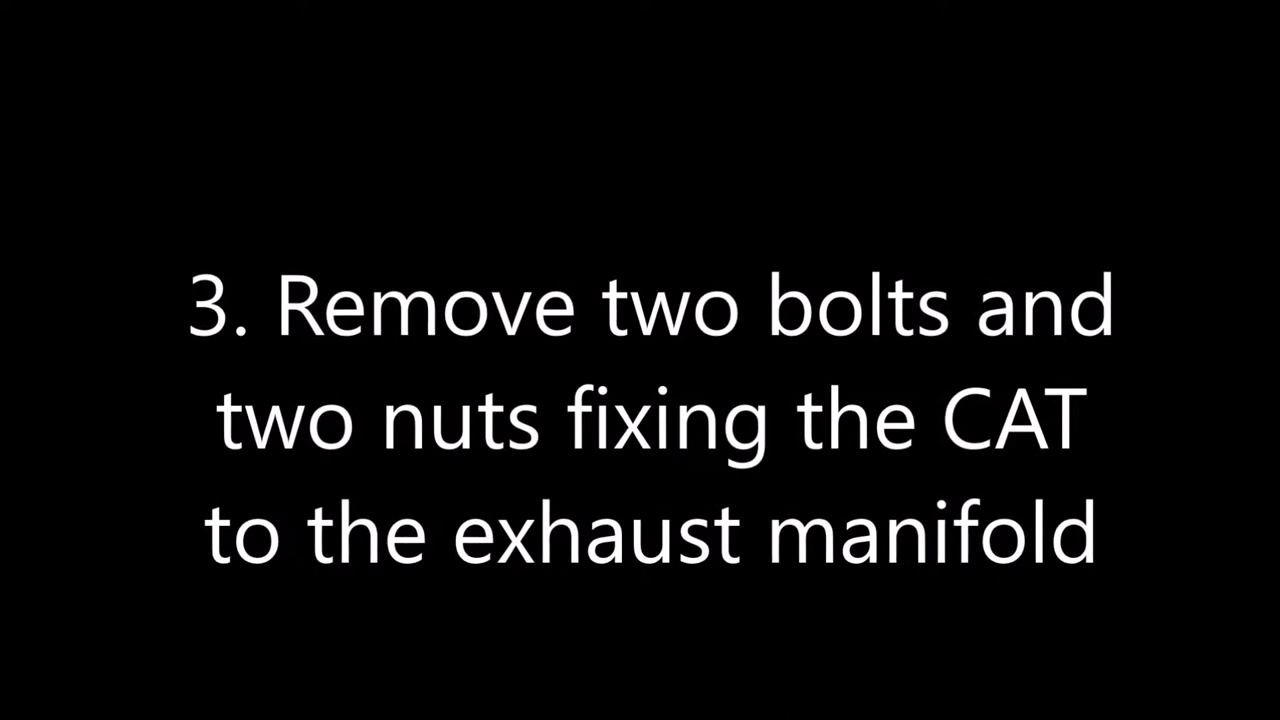 3. Remove two bolts and
two nuts fixing the CAT
to the exhaust manifold